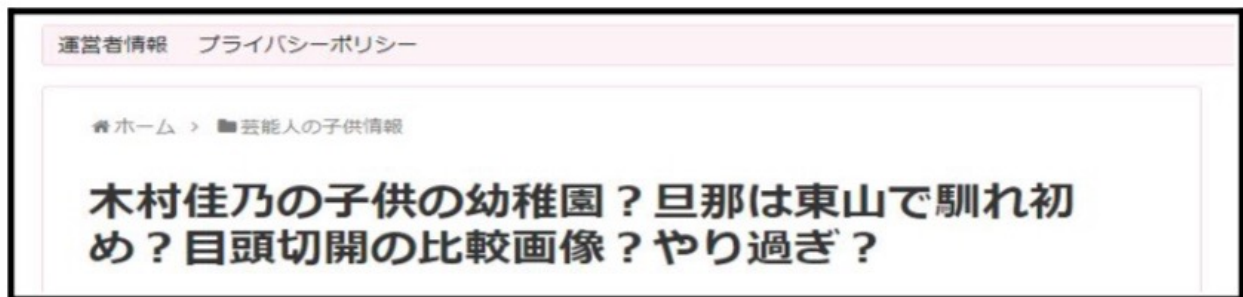 運営者情報 プライバシーポリシー
ホーム > 芸能人の子供情報
木村佳乃の子供の幼稚園？旦那は東山で馴れ初
め？目頭切開の比較画像？やり過ぎ？